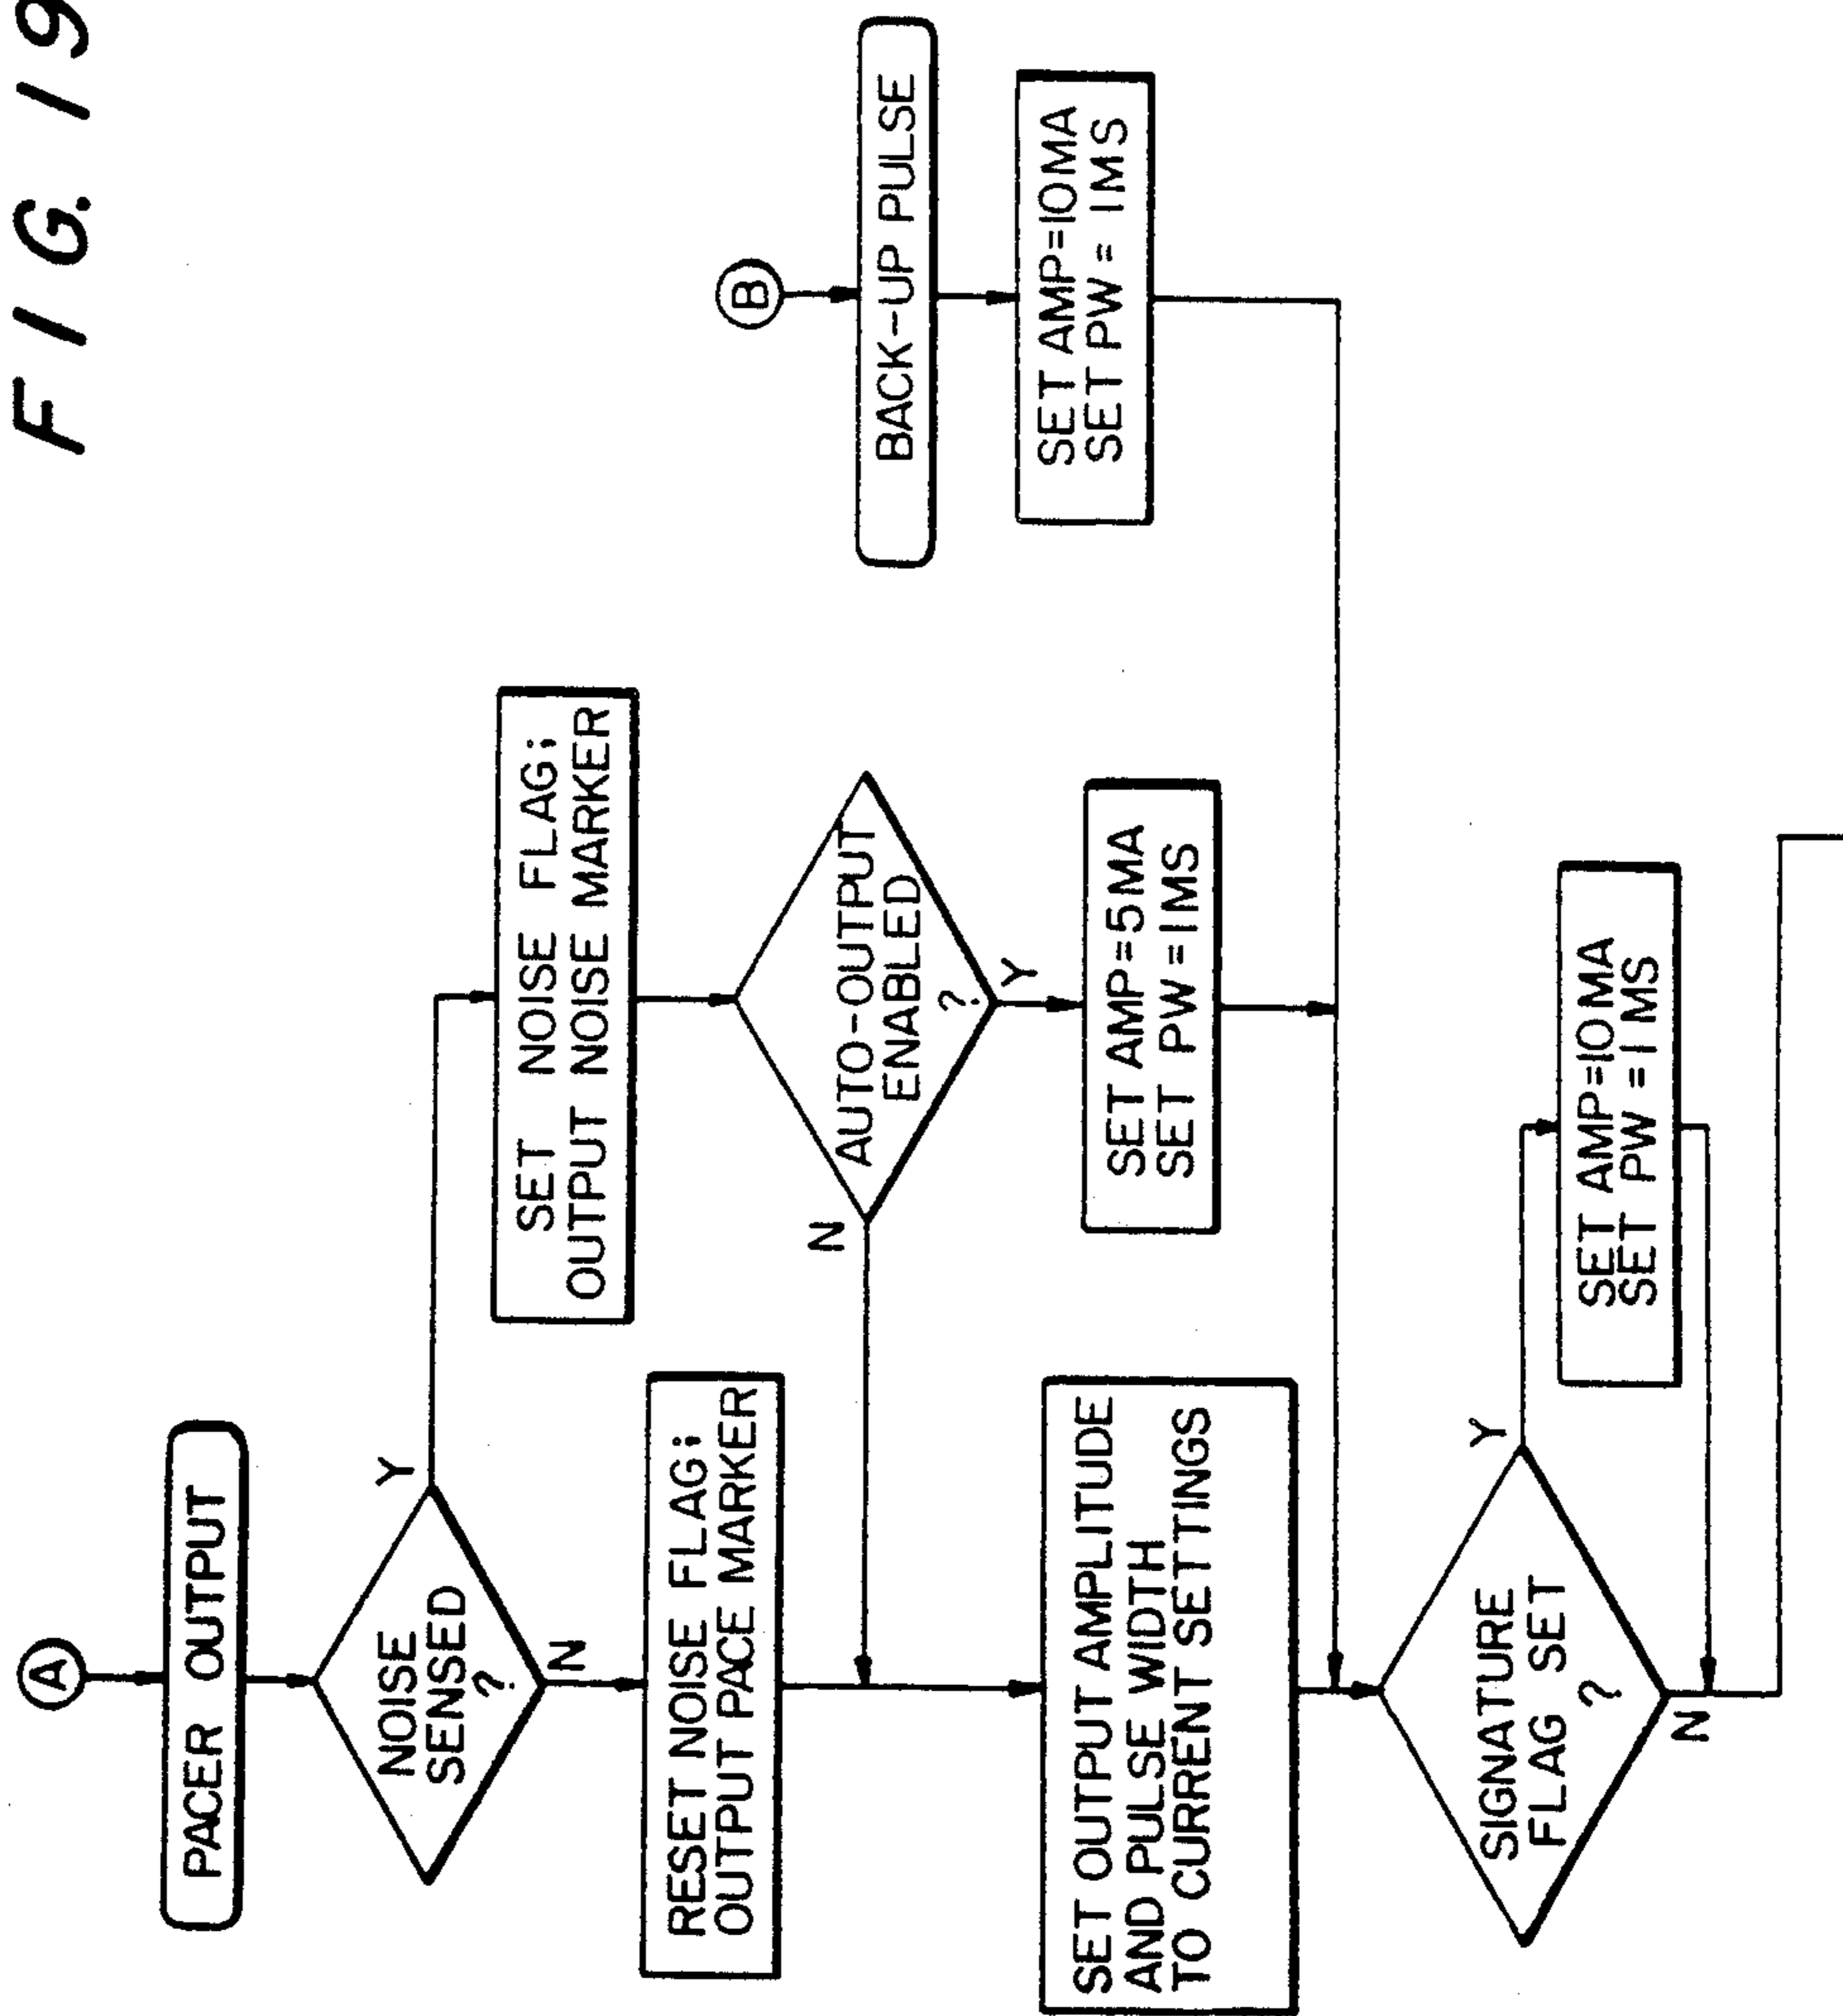 FIG. 19
A
PACER OUTPUT
NOISE
SENSED
?
Y
N
SET NOISE FLAG;
OUTPUT NOISE MARKER
RESET NOISE FLAG;
OUTPUT PACE MARKER
AUTO-OUTPUT
ENABLED
?
N
Y
SET AMP=5MA
SET PW=1MS
B
BACK-UP PULSE
SET AMP=10MA
SET PW = 1MS
SET OUTPUT AMPLITUDE
AND PULSE WIDTH
TO CURRENT SETTINGS
SIGNATURE
FLAG SET
?
Y
N
SET AMP=10MA
SET PW = 1 MS